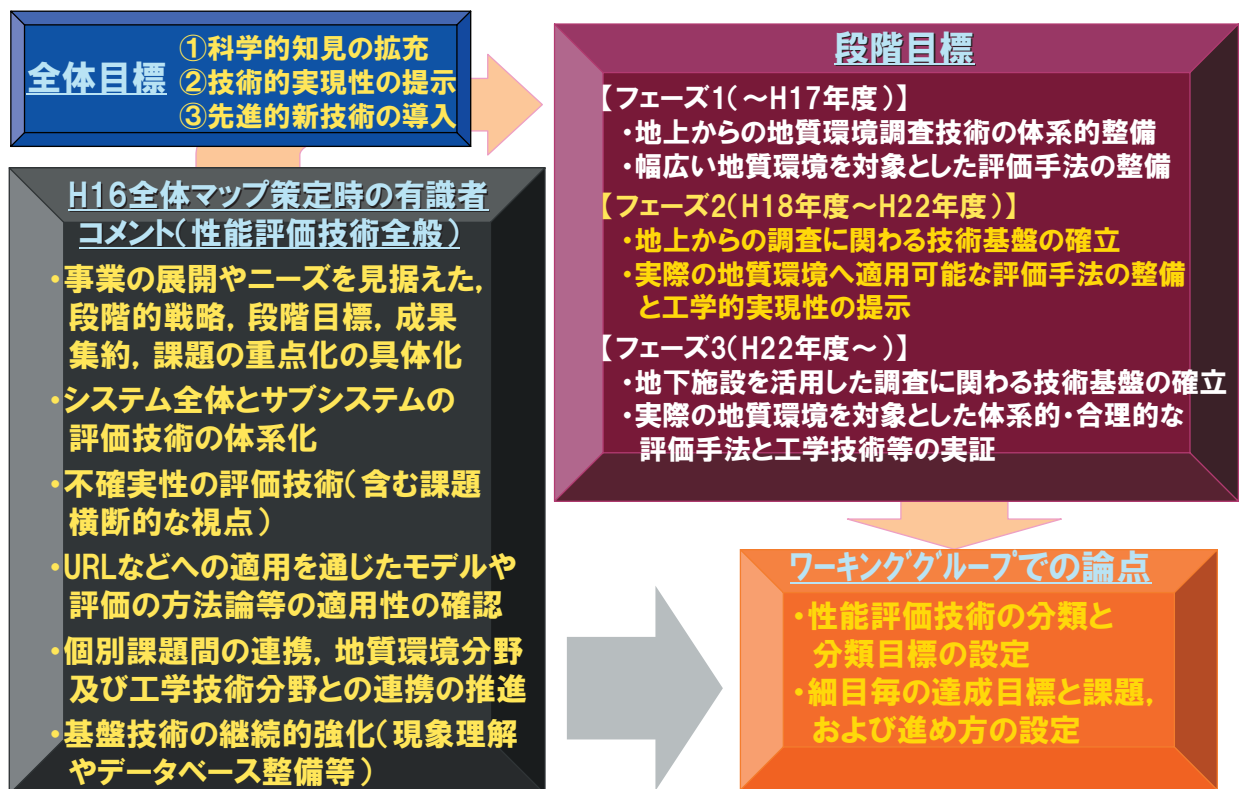 全体目標
①科学的知見の拡充
②技術的実現性の提示
③先進的新技術の導入
H16全体マップ策定時の有識者
コメント(性能評価技術全般)
・事業の展開やニーズを見据えた,
段階的戦略, 段階目標, 成果
集約, 課題の重点化の具体化
・システム全体とサブシステムの
評価技術の体系化
・不確実性の評価技術(含む課題
横断的な視点)
・URLなどへの適用を通じたモデルや
評価の方法論等の適用性の確認
・個別課題間の連携, 地質環境分野
及び工学技術分野との連携の推進
・基盤技術の継続的強化(現象理解
やデータベース整備等)
段階目標
【フェーズ1(～H17年度)】
・地上からの地質環境調査技術の体系的整備
・幅広い地質環境を対象とした評価手法の整備
【フェーズ2(H18年度～H22年度)】
・地上からの調査に関わる技術基盤の確立
・実際の地質環境へ適用可能な評価手法の整備
と工学的実現性の提示
【フェーズ3(H22年度～)】
・地下施設を活用した調査に関わる技術基盤の確立
・実際の地質環境を対象とした体系的・合理的な
評価手法と工学技術等の実証
ワーキンググループでの論点
・性能評価技術の分類と
分類目標の設定
・細目毎の達成目標と課題,
および進め方の設定